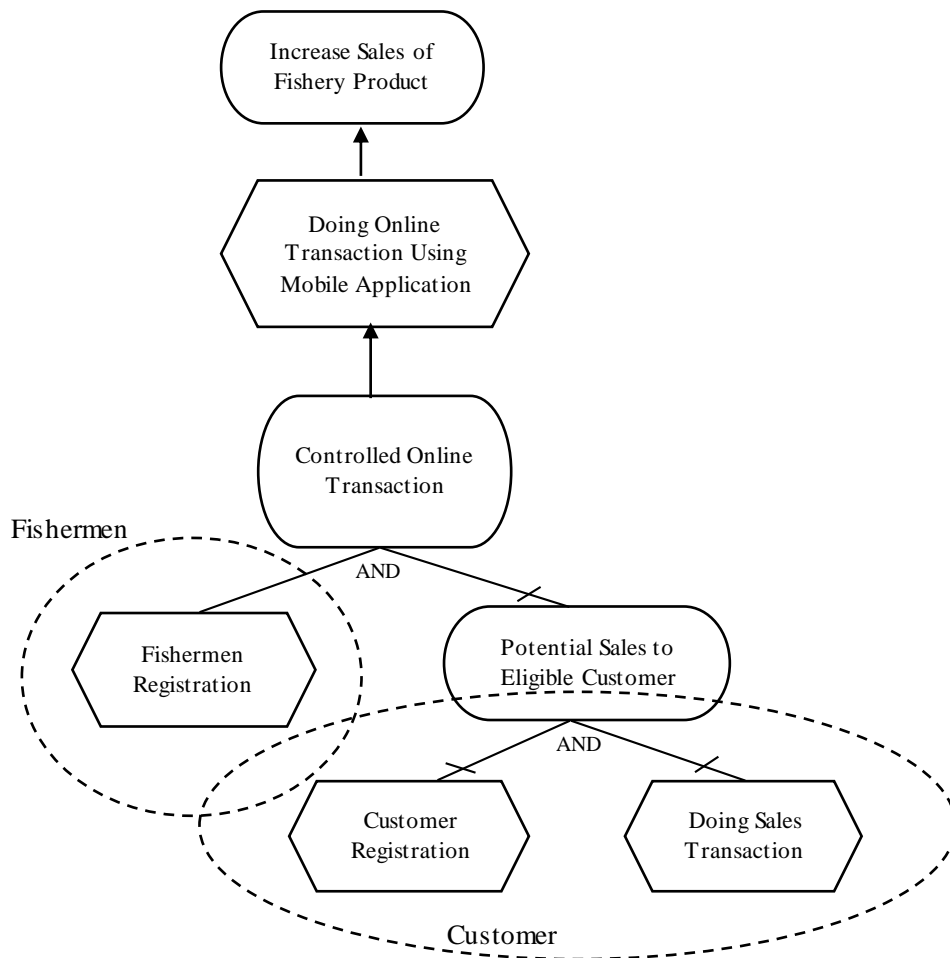 Increase Sales of
Fishery Product
Doing Online
Transaction Using
Mobile Application
Controlled Online
Transaction
Fishermen
AND
Fishermen
Registration
Potential Sales to
Eligible Customer
AND
Customer
Registration
Doing Sales
Transaction
Customer